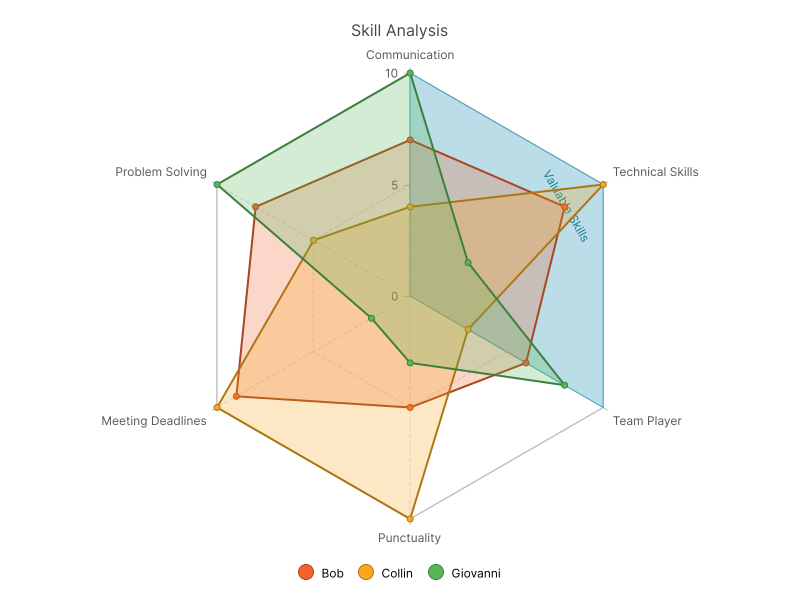 Skill Analysis
Communication
10
Problem Solving
Technical Skills
5
Valuable Skills
0
Meeting Deadlines
Team Player
Punctuality
Bob
Collin
Giovanni